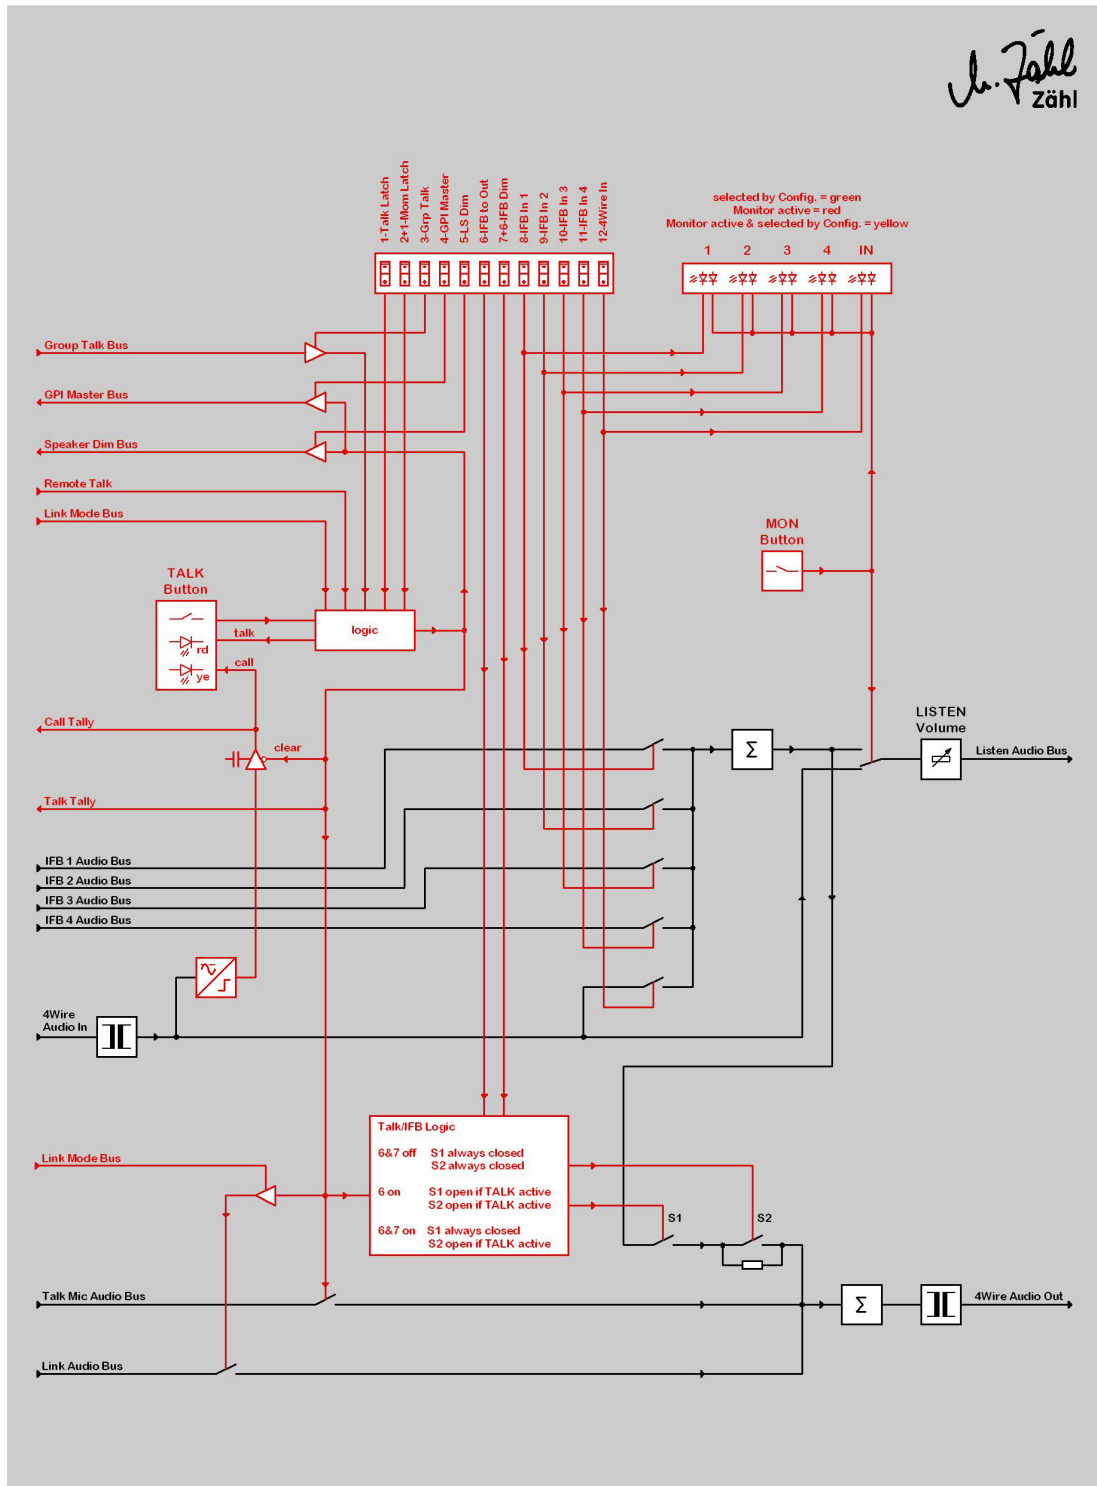 M. Zähl
Zähl
1-Talk Latch
2+1-Mom Latch
3-Grp Talk
4-GPI Master
5-LS Dim
6-IFB to Out
7+6-IFB Dim
8-IFB In 1
9-IFB In 2
10-IFB In 3
11-IFB In 4
12-4Wire In
selected by Config. = green
Monitor active = red
Monitor active & selected by Config. = yellow
1 2 3 4 IN
Group Talk Bus
GPI Master Bus
Speaker Dim Bus
Remote Talk
Link Mode Bus
MON
Button
TALK
Button
logic
talk
rd
call
ye
LISTEN
Volume
Call Tally
clear
Σ
Listen Audio Bus
Talk Tally
IFB 1 Audio Bus
IFB 2 Audio Bus
IFB 3 Audio Bus
IFB 4 Audio Bus
4Wire
Audio In
Talk/IFB Logic
6&7 off S1 always closed
S2 always closed
6 on S1 open if TALK active
S2 open if TALK active
6&7 on S1 always closed
S2 open if TALK active
Link Mode Bus
S1
S2
Talk Mic Audio Bus
Σ
4Wire Audio Out
Link Audio Bus